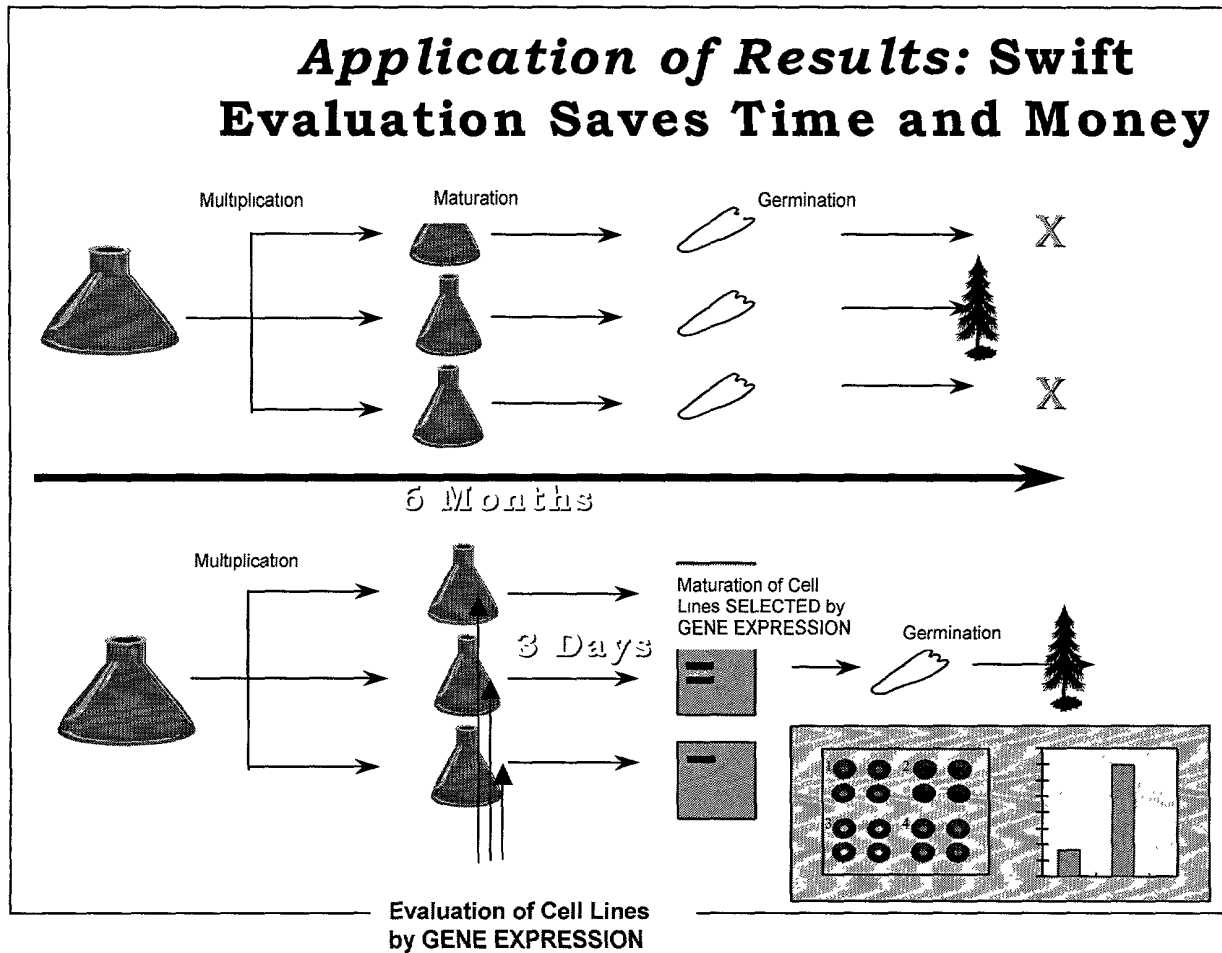 Application of Results: Swift
Evaluation Saves Time and Money
Multiplication
Maturation
Germination
X
X
6 Months
Multiplication
3 Days
Maturation of Cell
Lines SELECTED by
GENE EXPRESSION
Germination
1 2
3 4
Evaluation of Cell Lines
by GENE EXPRESSION